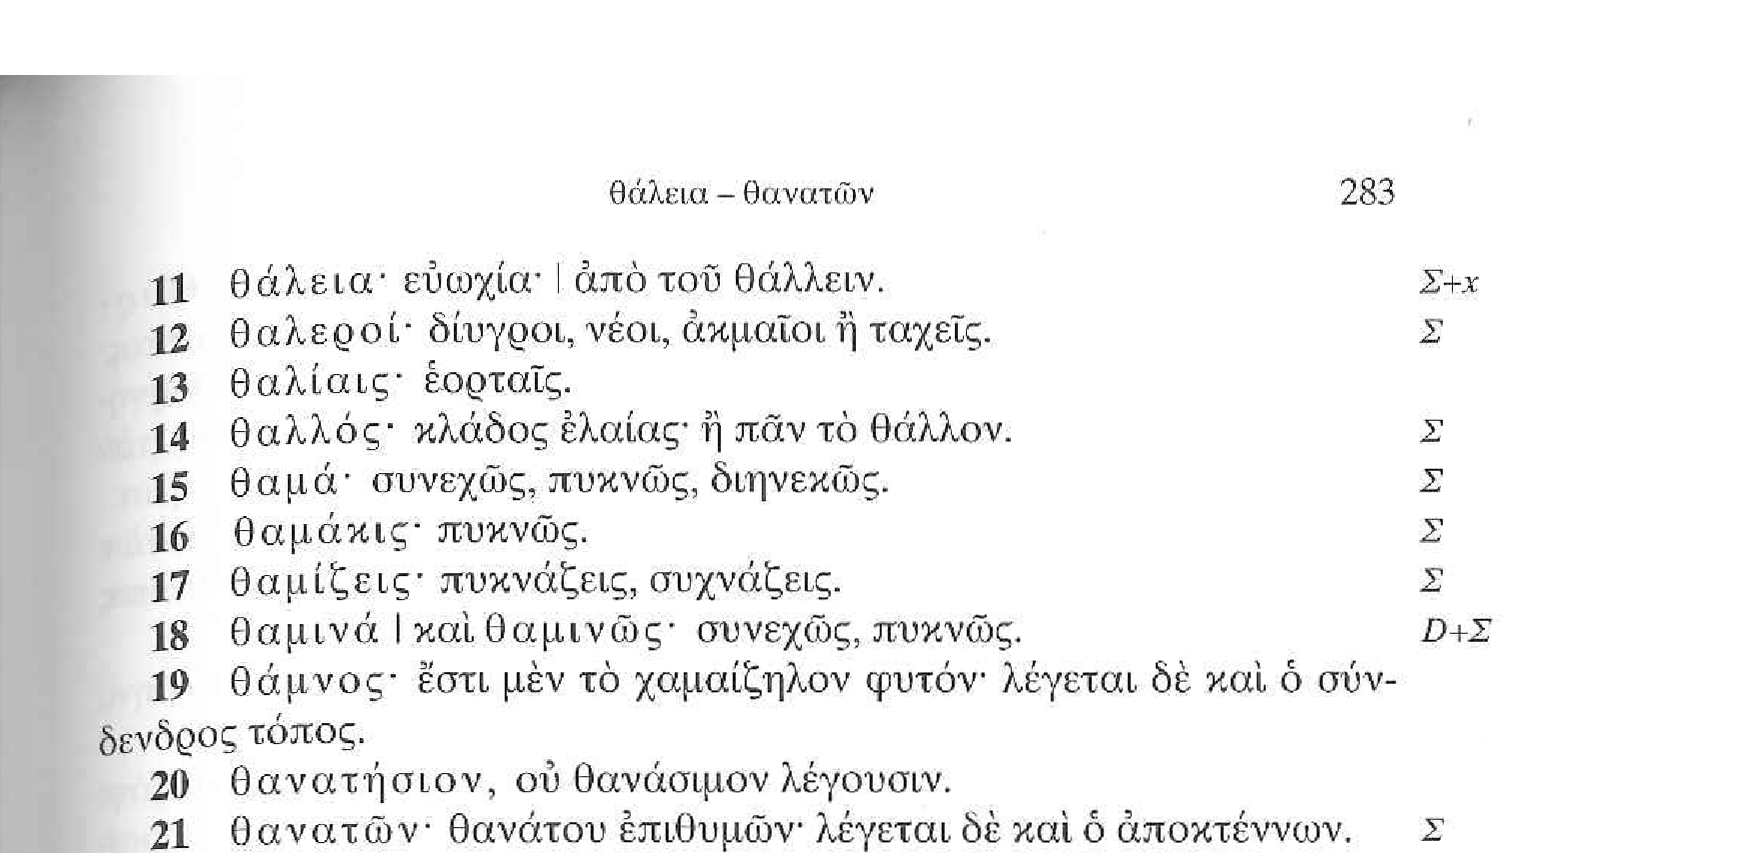 θάλεια – θανατῶν 283
11 θάλεια· εὐωχία· | ἀπὸ τοῦ θάλλειν. Σ+x
12 θαλεροί· δίυγροι, νέοι, ἀκμαῖοι ἢ ταχεῖς. Σ
13 θαλίαις· ἑορταῖς.
14 θαλλός· κλάδος ἐλαίας· ἢ πᾶν τὸ θάλλον. Σ
15 θαμά· συνεχῶς, πυκνῶς, διηνεκῶς. Σ
16 θαμάκις· πυκνῶς. Σ
17 θαμίζεις· πυκνάζεις, συχνάζεις. Σ
18 θαμινά | καὶ θαμινῶς· συνεχῶς, πυκνῶς. D+Σ
19 θάμνος· ἔστι μὲν τὸ χαμαίζηλον φυτόν· λέγεται δὲ καὶ ὁ σύν-
δενδρος τόπος.
20 θανατήσιον, οὐ θανάσιμον λέγουσιν.
21 θανατῶν· θανάτου ἐπιθυμῶν· λέγεται δὲ καὶ ὁ ἀποκτέννων. Σ